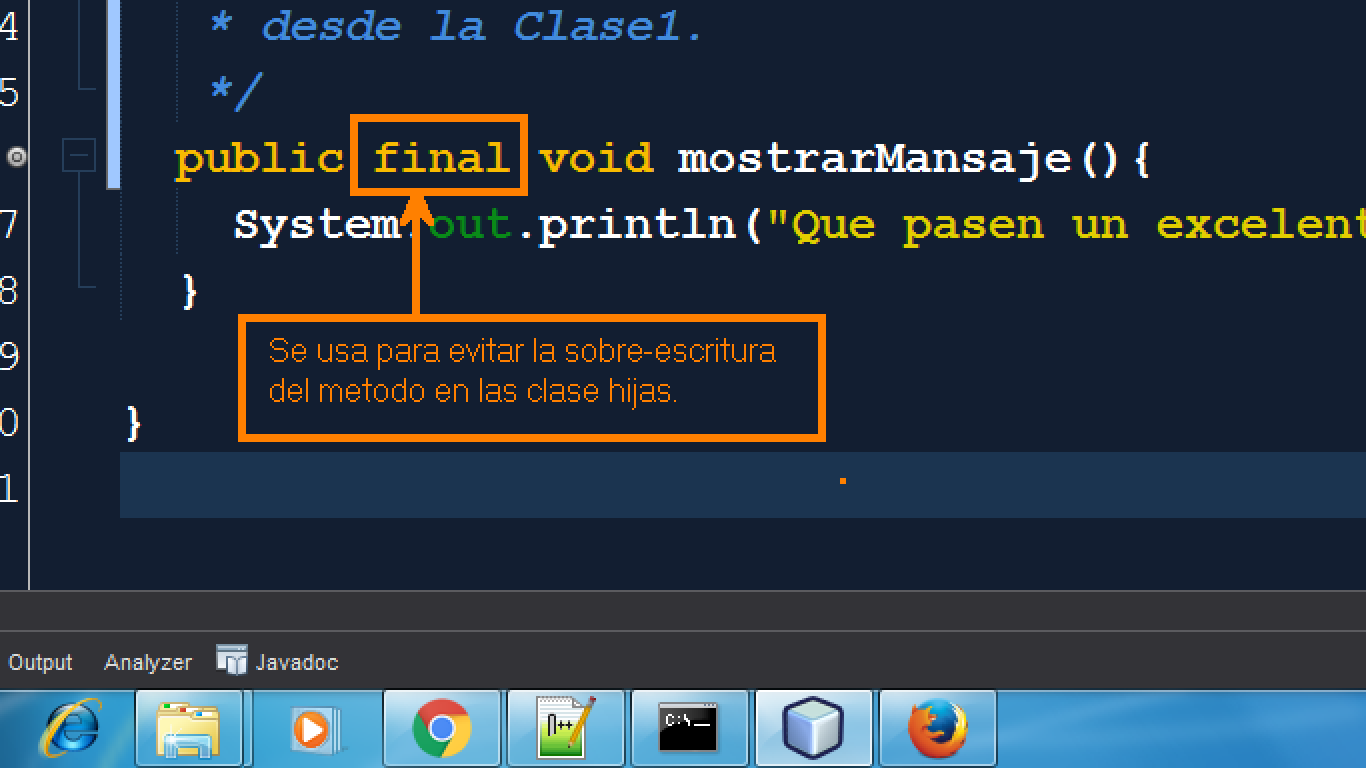 4 * desde la Clase1.
5 */
public final void mostrarMansaje(){
7 System.out.println("Que pasen un excelent
8 }
9
Se usa para evitar la sobre-escritura
del metodo en las clase hijas.
0 }
1
Output Analyzer Javadoc
n++ C:\_